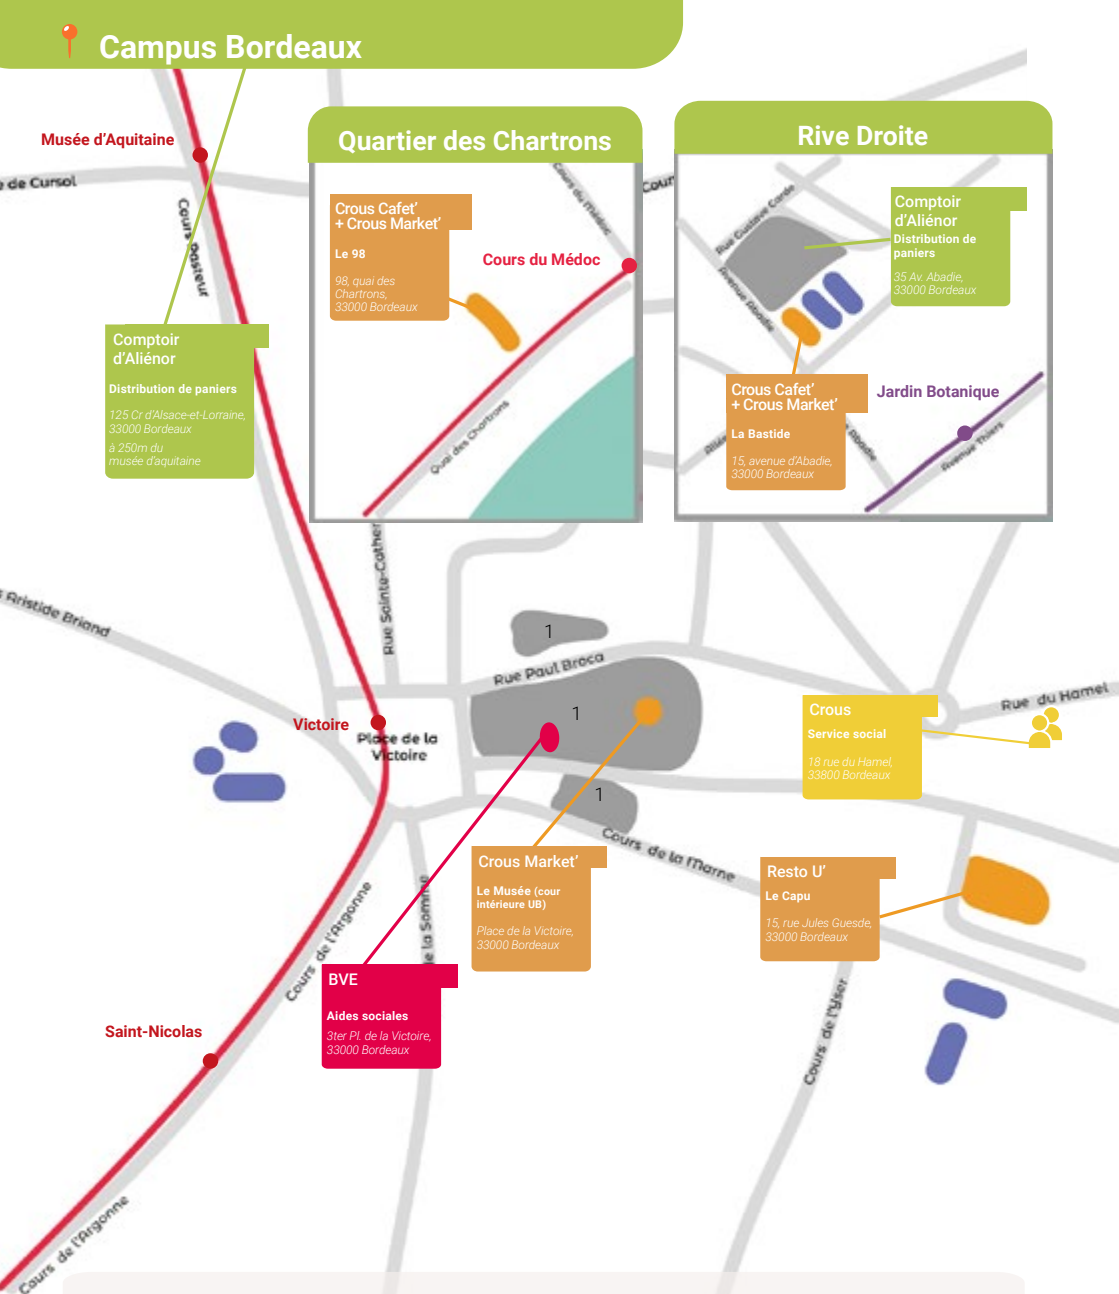 Campus Bordeaux
Musée d'Aquitaine
e de Cursol
Cours Pasteur
Comptoir
d'Aliénor
Distribution de paniers
125 Cr d'Alsace-et-Lorraine,
33000 Bordeaux
à 250m du
musée d'aquitaine
Quartier des Chartrons
Crous Cafet'
+ Crous Market'
Le 98
98, quai des
Chartrons,
33000 Bordeaux
Cours du Médoc
Cours du Médoc
Quai des Chartrons
Cour
Rive Droite
Rue Gustave Carde
Avenue Abadie
Comptoir
d'Aliénor
Distribution de
paniers
35 Av. Abadie,
33000 Bordeaux
Crous Cafet'
+ Crous Market'
La Bastide
15, avenue d'Abadie,
33000 Bordeaux
Jardin Botanique
Abadie
Avenue Thiers
Aristide Briand
Rue Sainte-Cather
1
Rue Paul Broca
1
Victoire
Place de la
Victoire
1
Cours de la Marne
Rue du Hamel
Crous
Service social
18 rue du Hamel,
33800 Bordeaux
Crous Market'
Le Musée (cour
intérieure UB)
Place de la Victoire,
33000 Bordeaux
Resto U'
Le Capu
15, rue Jules Guesde,
33000 Bordeaux
Cours de l'Argonne
de la Somme
BVE
Aides sociales
3ter Pl. de la Victoire,
33000 Bordeaux
Saint-Nicolas
Cours de l'Yser
Cours de l'Argonne